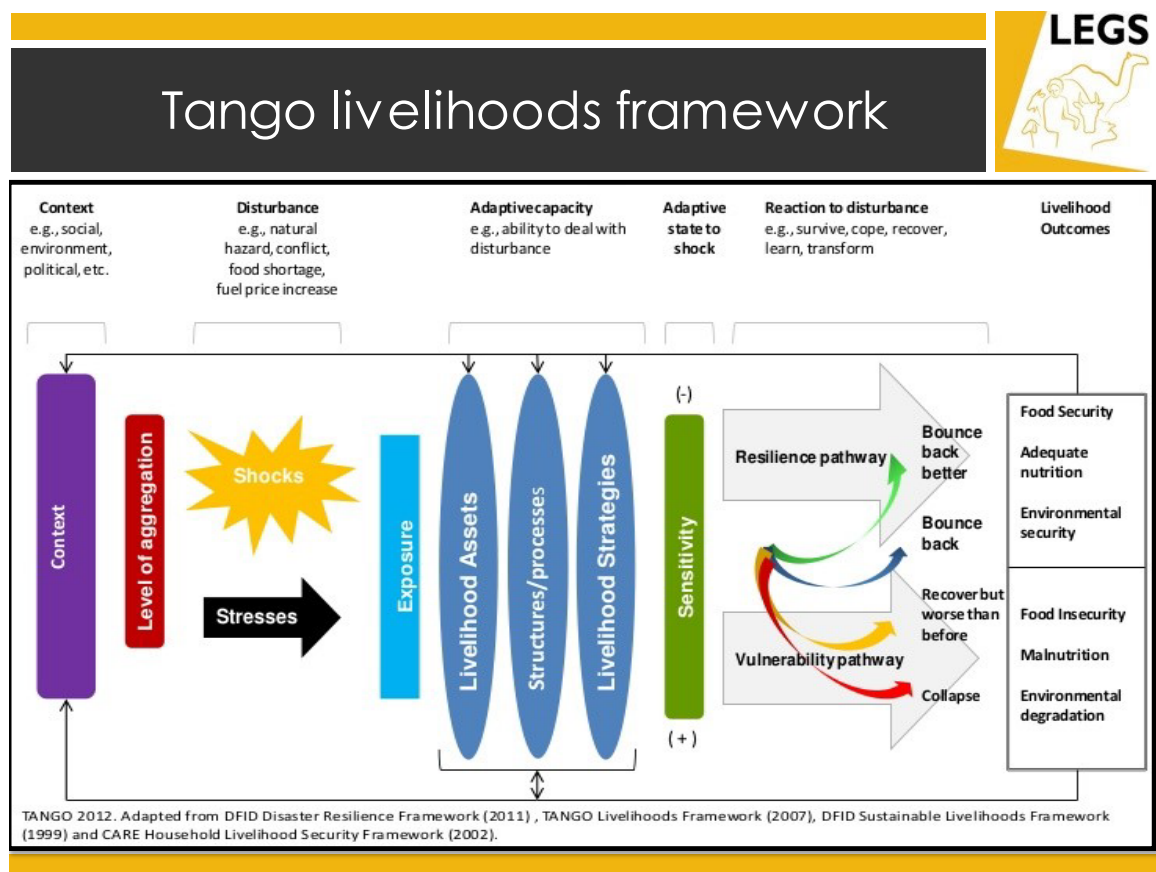 LEGS
Tango livelihoods framework
Context
e.g., social,
environment,
political, etc.
Disturbance
e.g., natural
hazard, conflict,
food shortage,
fuel price increase
Adaptive capacity
e.g., ability to deal with
disturbance
Adaptive
state to
shock
Reaction to disturbance
e.g., survive, cope, recover,
learn, transform
Livelihood
Outcomes
Context
Level of aggregation
Shocks
Stresses
Exposure
Livelihood Assets
Structures/processes
Livelihood Strategies
(-)
Sensitivity
(+)
Resilience pathway
Bounce
back
better
Bounce
back
Vulnerability pathway
Recover but
worse than
before
Collapse
Food Security
Adequate
nutrition
Environmental
security
Food Insecurity
Malnutrition
Environmental
degradation
TANGO 2012. Adapted from DFID Disaster Resilience Framework (2011) , TANGO Livelihoods Framework (2007), DFID Sustainable Livelihoods Framework
(1999) and CARE Household Livelihood Security Framework (2002).